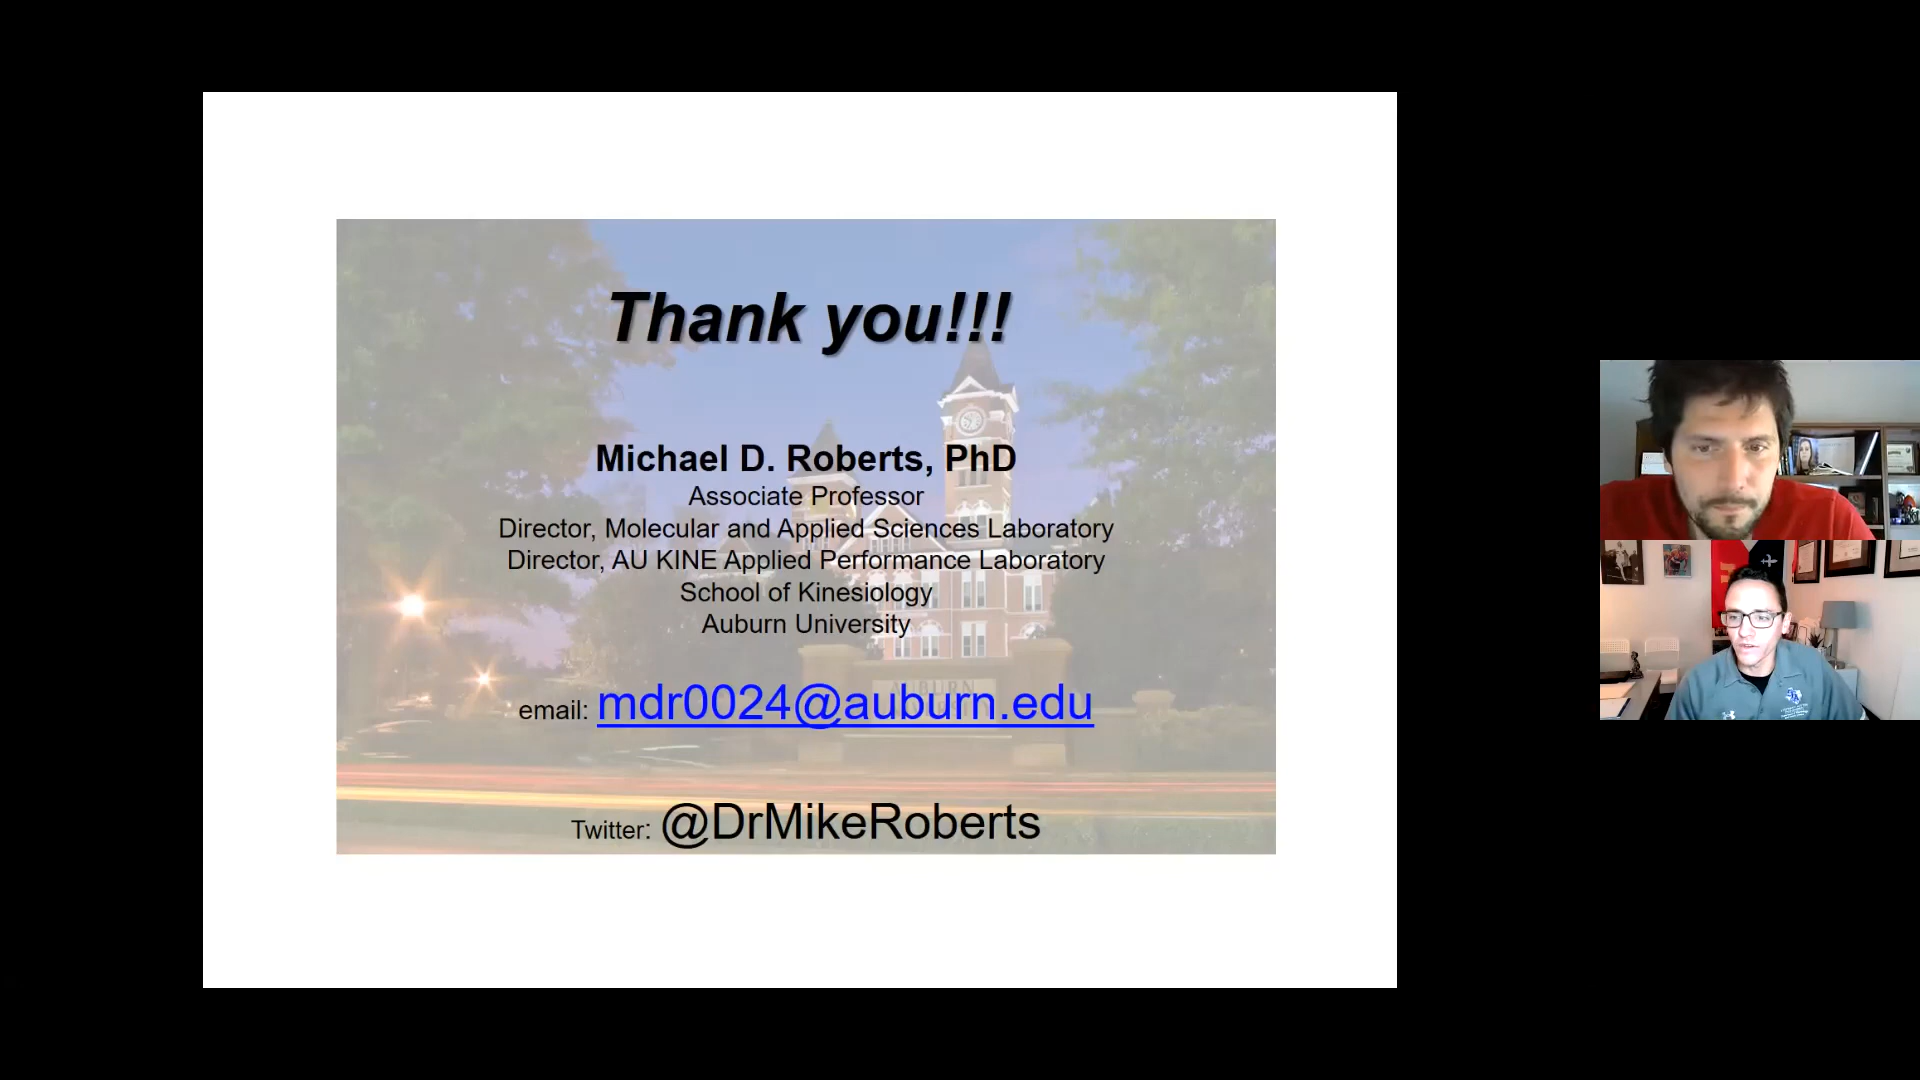 Thank you!!!
Michael D. Roberts, PhD
Associate Professor
Director, Molecular and Applied Sciences Laboratory
Director, AU KINE Applied Performance Laboratory
School of Kinesiology
Auburn University
email: mdr0024@auburn.edu
Twitter: @DrMikeRoberts